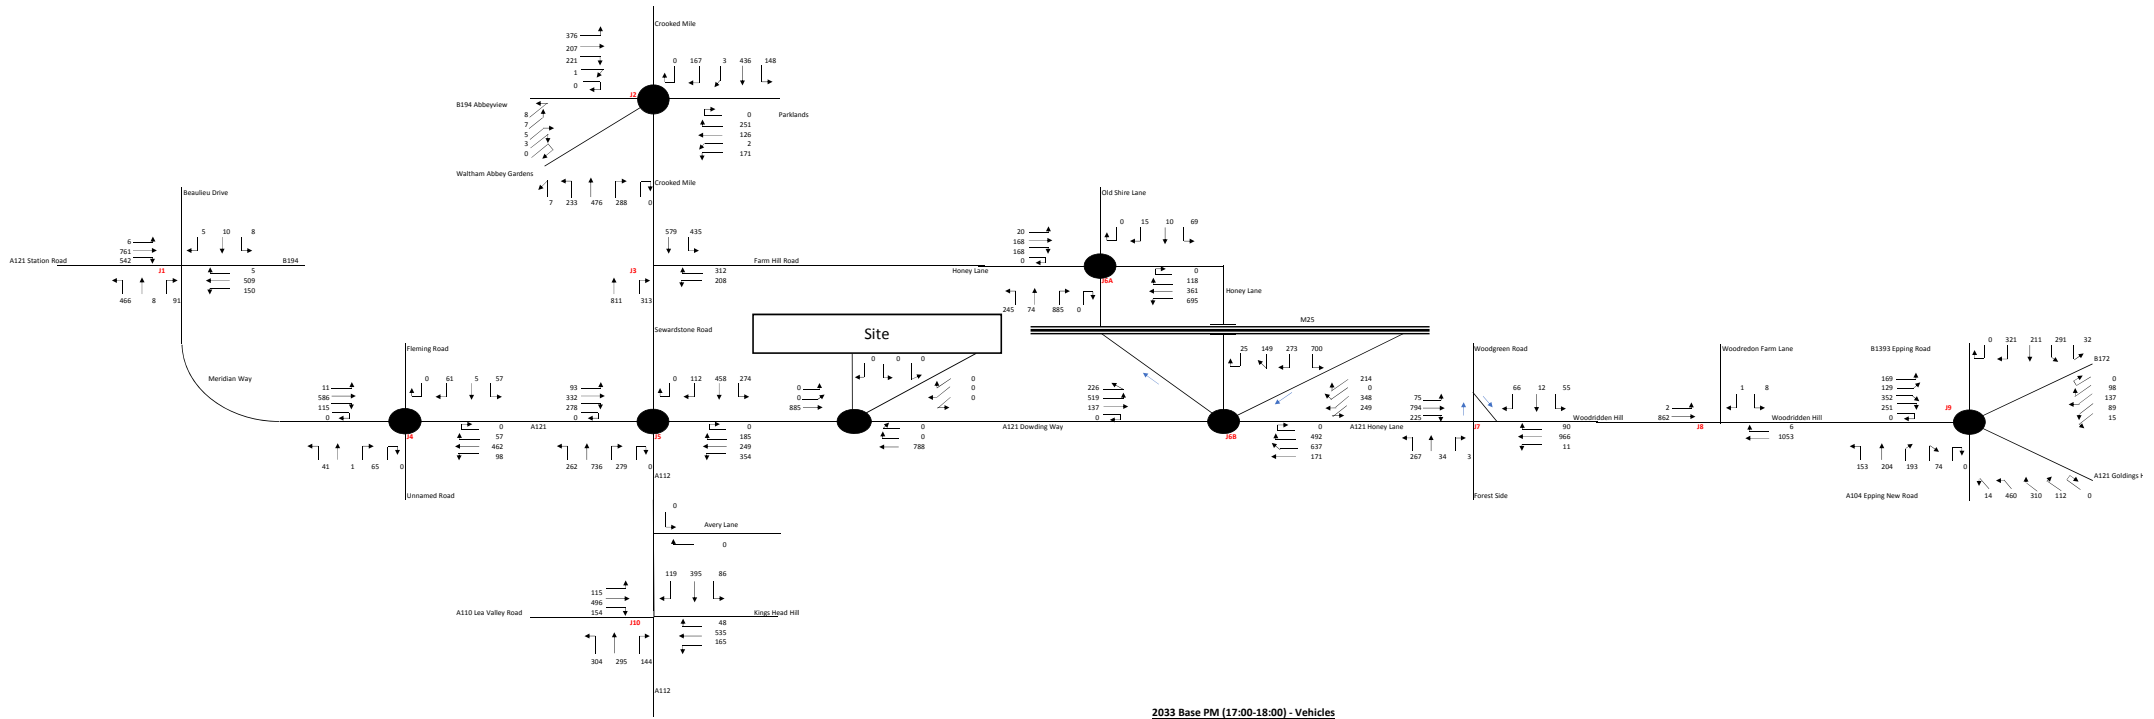 Crooked Mile
376
207
221
1
0
0 167 3 436 148
J2
B194 Abbeyview
Parklands
8
7
5
3
0
0
251
126
2
171
Waltham Abbey Gardens
Crooked Mile
7 233 476 288 0
Beaulieu Drive
6
761
542
5 10 8
A121 Station Road
J1
B194
466 8 91
5
509
150
579 435
J3
Farm Hill Road
811 313
312
208
Old Shire Lane
20
168
168
0
0 15 10 69
Honey Lane
J6A
245 74 885 0
0
118
361
695
Honey Lane
M25
Sewardstone Road
Site
Meridian Way
Fleming Road
11
586
115
0
0 61 5 57
J4
41 1 65 0
0
57
462
98
Unnamed Road
A121
93
332
278
0
0 112 458 274
J5
262 736 279 0
0
185
249
354
A112
0 0 0
0
0
885
0
0
0
0
0
788
A121 Dowding Way
226
519
137
0
25 149 273 700
214
0
348
249
J6B
0
492
637
171
A121 Honey Lane
Woodgreen Road
75
794
225
66 12 55
J7
267 34 3
90
966
11
Forest Side
Woodridden Hill
Woodredon Farm Lane
2
862
1 8
J8
Woodridden Hill
6
1053
B1393 Epping Road
169
129
352
251
0
0 321 211 291 32
B172
0
98
137
89
15
J9
153 204 193 74 0
A104 Epping New Road
A121 Goldings H
14 460 310 112 0
0
Avery Lane
0
115
496
154
119 395 86
A110 Lea Valley Road
J10
Kings Head Hill
304 295 144
48
535
165
A112
2033 Base PM (17:00-18:00) - Vehicles